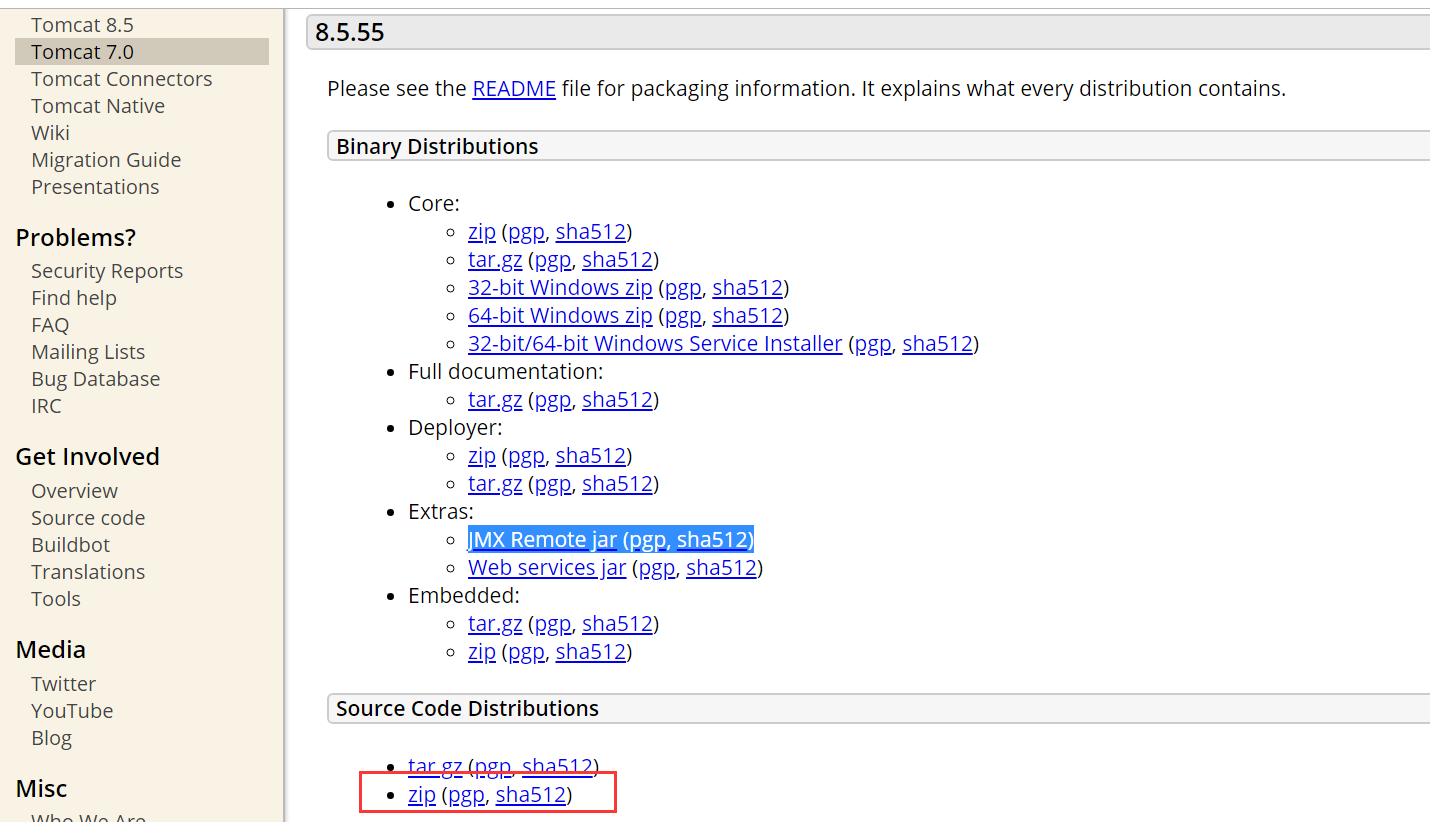 Tomcat 8.5
Tomcat 7.0
Tomcat Connectors
Tomcat Native
Wiki
Migration Guide
Presentations
Problems?
Security Reports
Find help
FAQ
Mailing Lists
Bug Database
IRC
Get Involved
Overview
Source code
Buildbot
Translations
Tools
Media
Twitter
YouTube
Blog
Misc
Who We Are
8.5.55
Please see the README file for packaging information. It explains what every distribution contains.
Binary Distributions
Core:
zip (pgp, sha512)
tar.gz (pgp, sha512)
32-bit Windows zip (pgp, sha512)
64-bit Windows zip (pgp, sha512)
32-bit/64-bit Windows Service Installer (pgp, sha512)
Full documentation:
tar.gz (pgp, sha512)
Deployer:
zip (pgp, sha512)
tar.gz (pgp, sha512)
Extras:
JMX Remote jar (pgp, sha512)
Web services jar (pgp, sha512)
Embedded:
tar.gz (pgp, sha512)
zip (pgp, sha512)
Source Code Distributions
tar.gz (pgp, sha512)
zip (pgp, sha512)